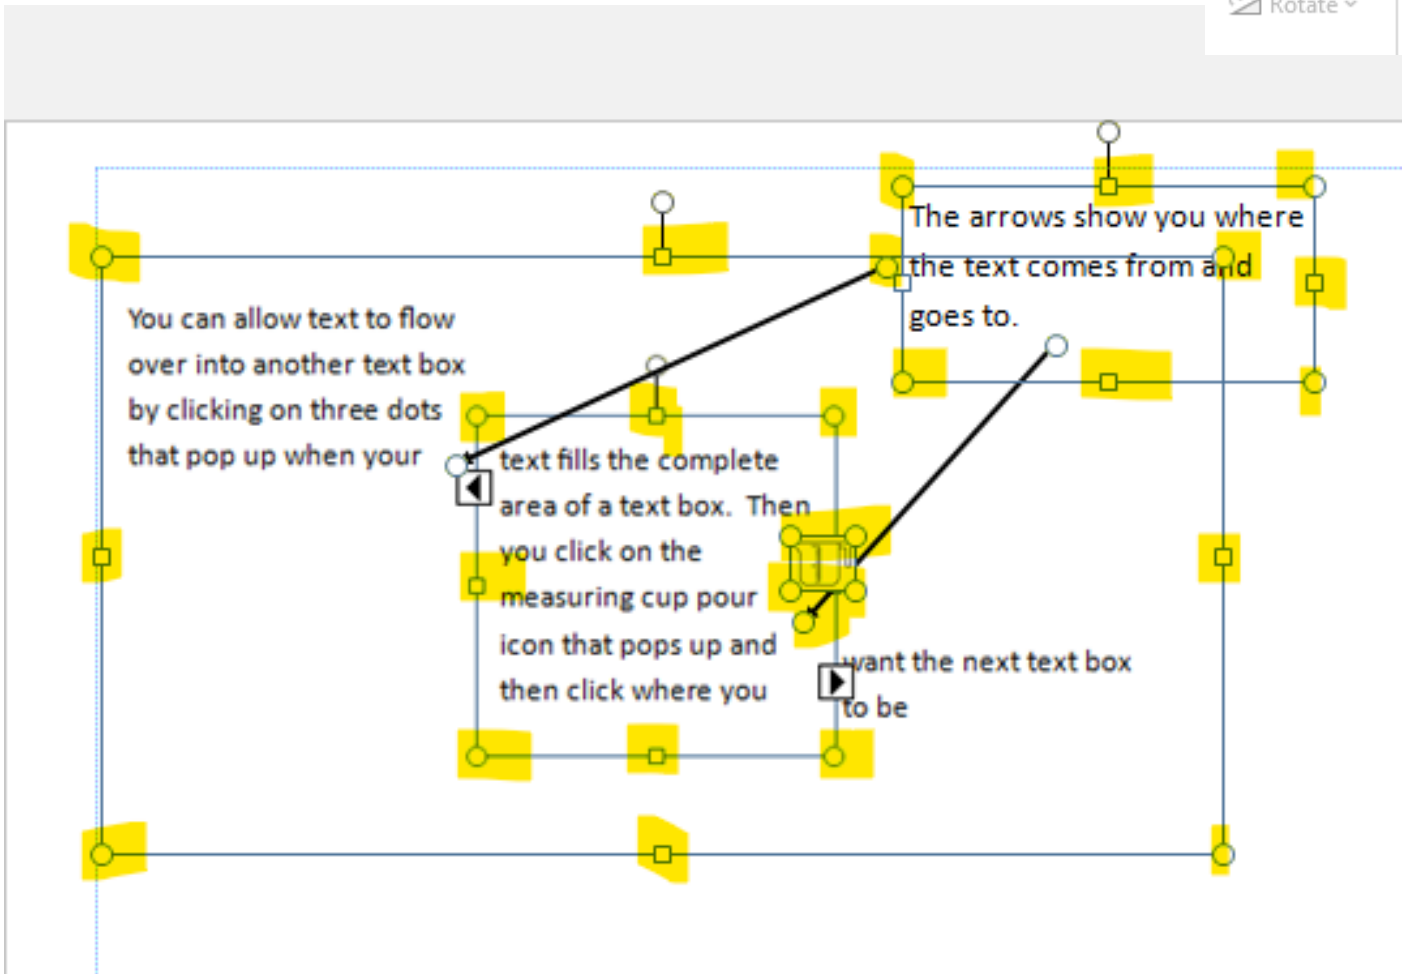 Rotate
The arrows show you where
the text comes from and
goes to.
You can allow text to flow
over into another text box
by clicking on three dots
that pop up when your
text fills the complete
area of a text box.  Then
you click on the
measuring cup pour
icon that pops up and
then click where you
want the next text box
to be